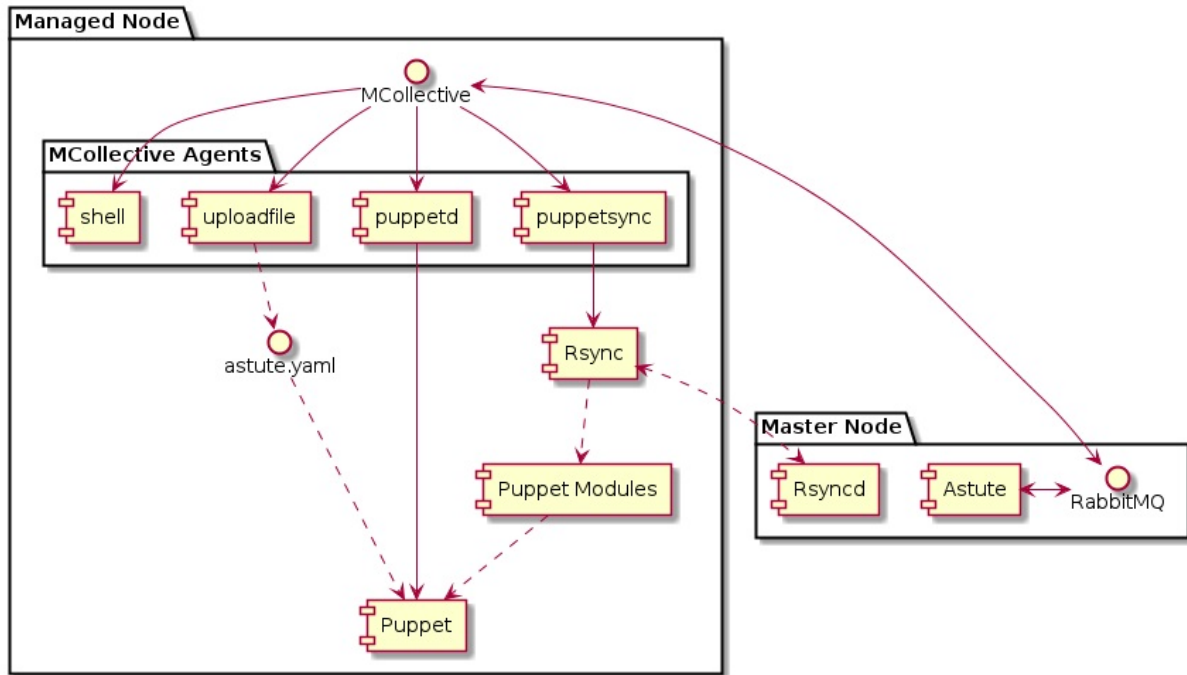 Managed Node
MCollective
MCollective Agents
shell
uploadfile
puppetd
puppetsync
astute.yaml
Rsync
Master Node
Puppet Modules
Rsyncd
Astute
RabbitMQ
Puppet